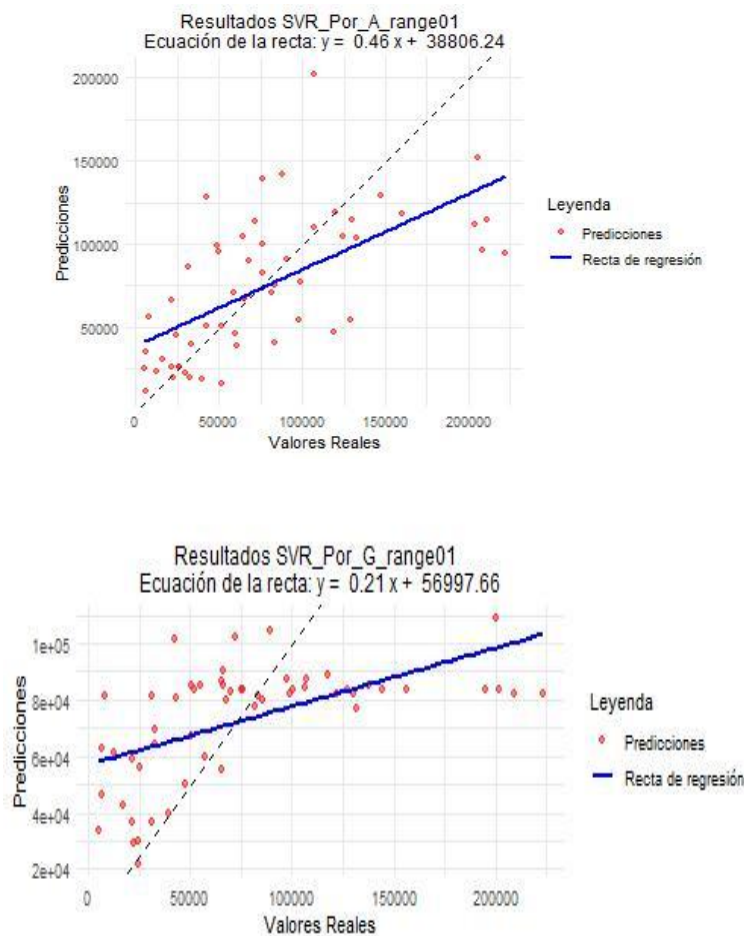 Resultados SVR_Por_A_range01
Ecuación de la recta: y = 0.46 x + 38806.24
200000
150000
100000
50000
Predicciones
0 50000 100000 150000 200000
Valores Reales
Leyenda
Predicciones
Recta de regresión
Resultados SVR_Por_G_range01
Ecuación de la recta: y = 0.21 x + 56997.66
1e+05
8e+04
6e+04
4e+04
2e+04
Predicciones
0 50000 100000 150000 200000
Valores Reales
Leyenda
Predicciones
Recta de regresión